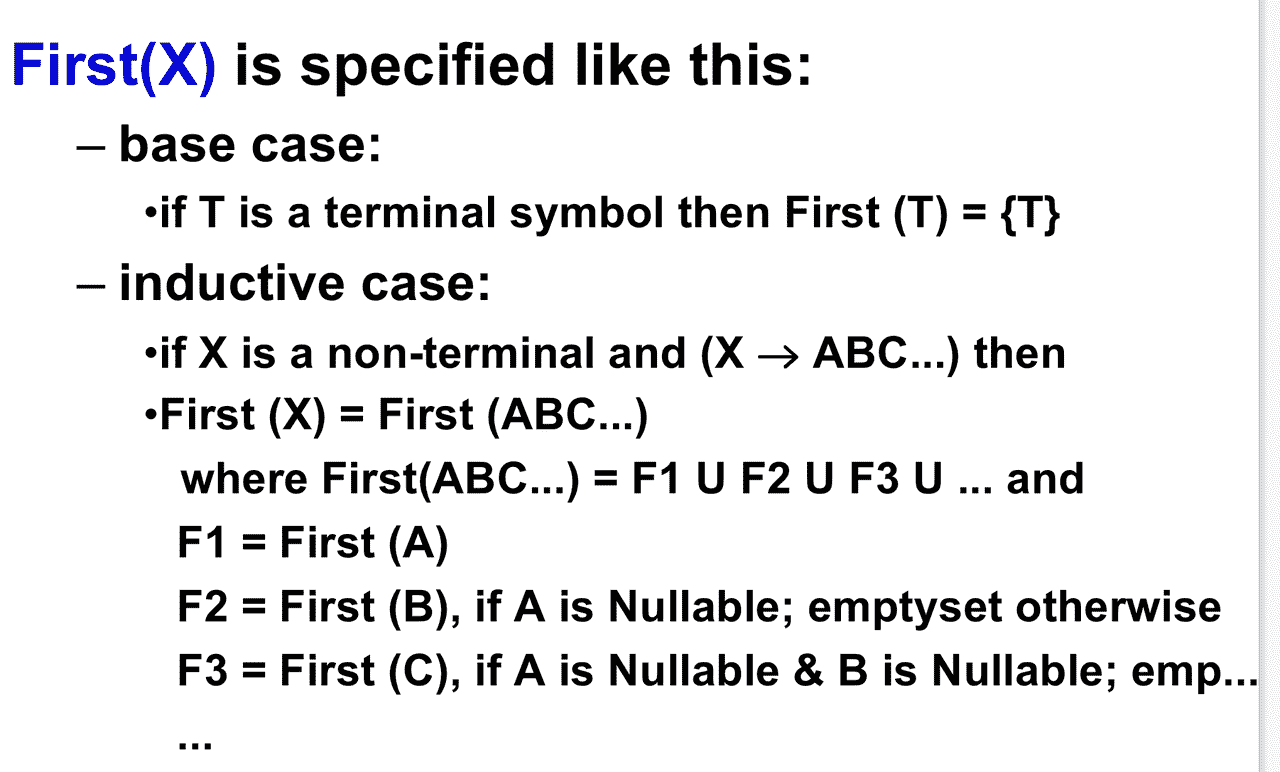 First(X) is specified like this:
– base case:
•if T is a terminal symbol then First (T) = {T}
– inductive case:
•if X is a non-terminal and (X → ABC...) then
•First (X) = First (ABC...)
where First(ABC...) = F1 U F2 U F3 U ... and
F1 = First (A)
F2 = First (B), if A is Nullable; emptyset otherwise
F3 = First (C), if A is Nullable & B is Nullable; emp...
...